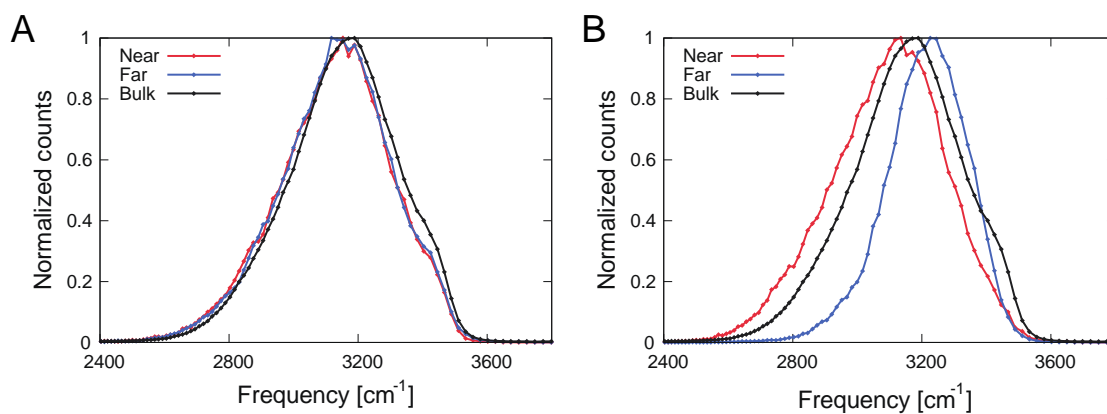 A
Near
Far
Bulk
Normalized counts
1
0.8
0.6
0.4
0.2
0
2400
2800
3200
3600
Frequency [cm-1]
B
Near
Far
Bulk
Normalized counts
1
0.8
0.6
0.4
0.2
0
2400
2800
3200
3600
Frequency [cm-1]